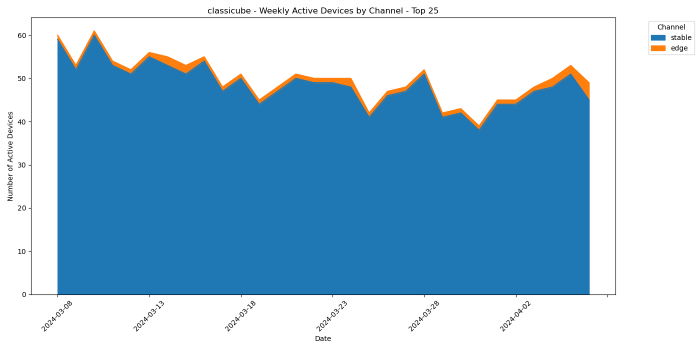 classicube - Weekly Active Devices by Channel - Top 25
Channel
stable
edge
Number of Active Devices
60
50
40
30
20
10
0
2024-03-08
2024-03-13
2024-03-18
2024-03-23
2024-03-28
2024-04-02
Date